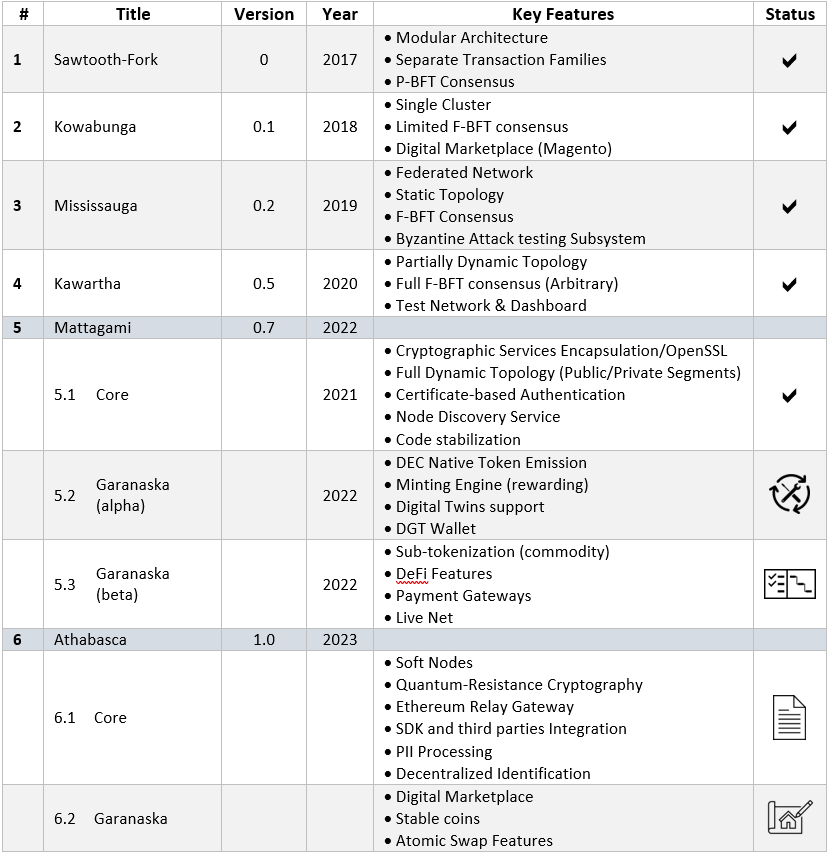 # Title Version Year Key Features Status
1 Sawtooth-Fork 0 2017
• Modular Architecture
• Separate Transaction Families
• P-BFT Consensus
2 Kowabunga 0.1 2018
• Single Cluster
• Limited F-BFT consensus
• Digital Marketplace (Magento)
3 Mississauga 0.2 2019
• Federated Network
• Static Topology
• F-BFT Consensus
• Byzantine Attack testing Subsystem
4 Kawartha 0.5 2020
• Partially Dynamic Topology
• Full F-BFT consensus (Arbitrary)
• Test Network & Dashboard
5 Mattagami 0.7 2022
5.1 Core 2021
• Cryptographic Services Encapsulation/OpenSSL
• Full Dynamic Topology (Public/Private Segments)
• Certificate-based Authentication
• Node Discovery Service
• Code stabilization
5.2 Garanaska
(alpha)
2022
• DEC Native Token Emission
• Minting Engine (rewarding)
• Digital Twins support
• DGT Wallet
5.3 Garanaska
(beta)
2022
• Sub-tokenization (commodity)
• DeFi Features
• Payment Gateways
• Live Net
6 Athabasca 1.0 2023
6.1 Core
• Soft Nodes
• Quantum-Resistance Cryptography
• Ethereum Relay Gateway
• SDK and third parties Integration
• PII Processing
• Decentralized Identification
6.2 Garanaska
• Digital Marketplace
• Stable coins
• Atomic Swap Features